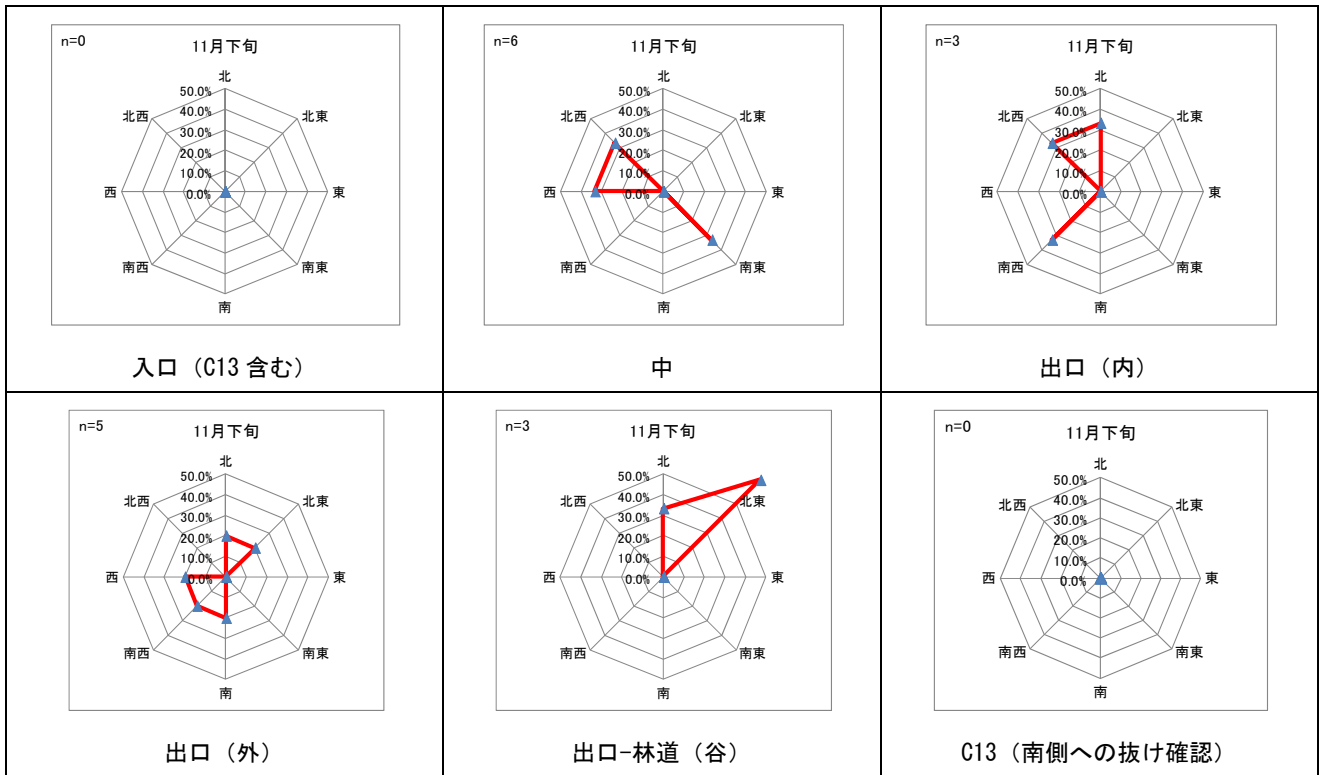 n=0
11月下旬
北
50.0%
北西
北東
40.0%
30.0%
20.0%
10.0%
西
0.0%
東
南西
南東
南
入口（C13 含む）
n=6
11月下旬
北
50.0%
北西
北東
40.0%
30.0%
20.0%
10.0%
西
0.0%
東
南西
南東
南
中
n=3
11月下旬
北
50.0%
北西
北東
40.0%
30.0%
20.0%
10.0%
西
0.0%
東
南西
南東
南
出口（内）
n=5
11月下旬
北
50.0%
北西
北東
40.0%
30.0%
20.0%
10.0%
西
0.0%
東
南西
南東
南
出口（外）
n=3
11月下旬
北
50.0%
北西
北東
40.0%
30.0%
20.0%
10.0%
西
0.0%
東
南西
南東
南
出口-林道（谷）
n=0
11月下旬
北
50.0%
北西
北東
40.0%
30.0%
20.0%
10.0%
西
0.0%
東
南西
南東
南
C13（南側への抜け確認）